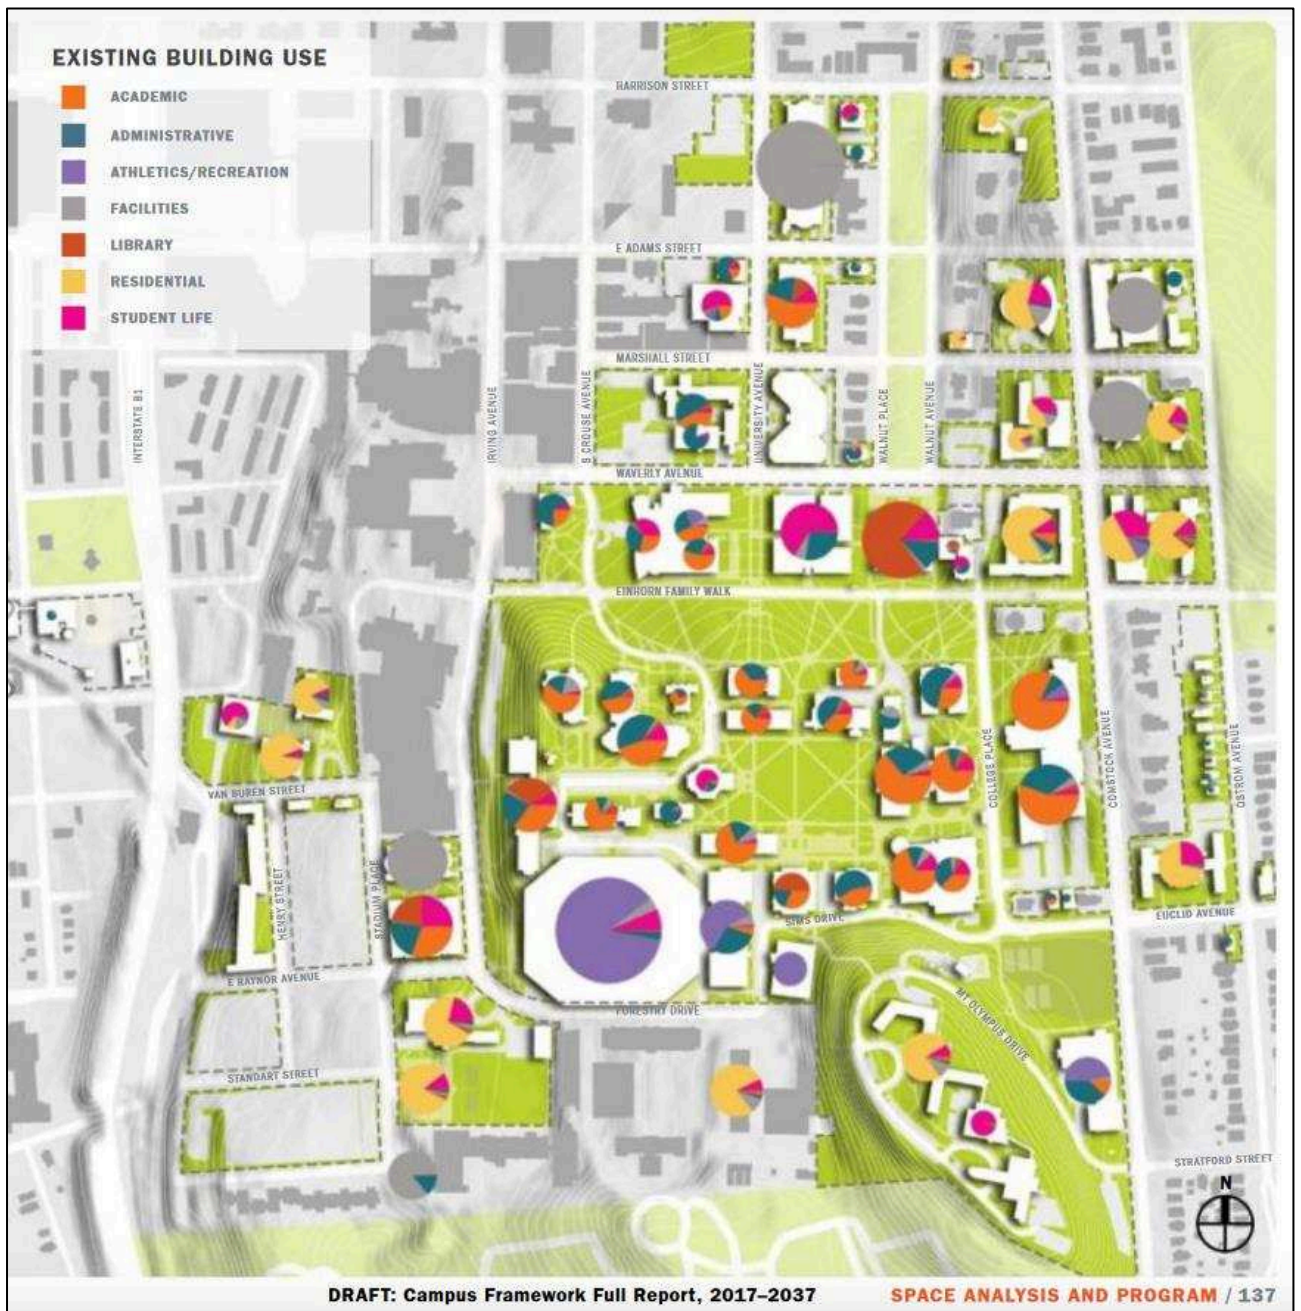 EXISTING BUILDING USE
ACADEMIC
ADMINISTRATIVE
ATHLETICS/RECREATION
FACILITIES
LIBRARY
RESIDENTIAL
STUDENT LIFE
HARRISON STREET
E ADAMS STREET
MARSHALL STREET
INTERSTATE 81
IRVING AVENUE
S CROUSE AVENUE
UNIVERSITY AVENUE
WALNUT PLACE
WALNUT AVENUE
WAVERLY AVENUE
EINHORN FAMILY WALK
VAN BUREN STREET
COLLEGE PLACE
COMSTOCK AVENUE
OSTROM AVENUE
HENRY STREET
STADIUM PLACE
SIMS DRIVE
EUCLID AVENUE
E RAYNOR AVENUE
FORESTRY DRIVE
MT OLYMPUS DRIVE
STANDART STREET
STRATFORD STREET
N
DRAFT: Campus Framework Full Report, 2017–2037
SPACE ANALYSIS AND PROGRAM / 137